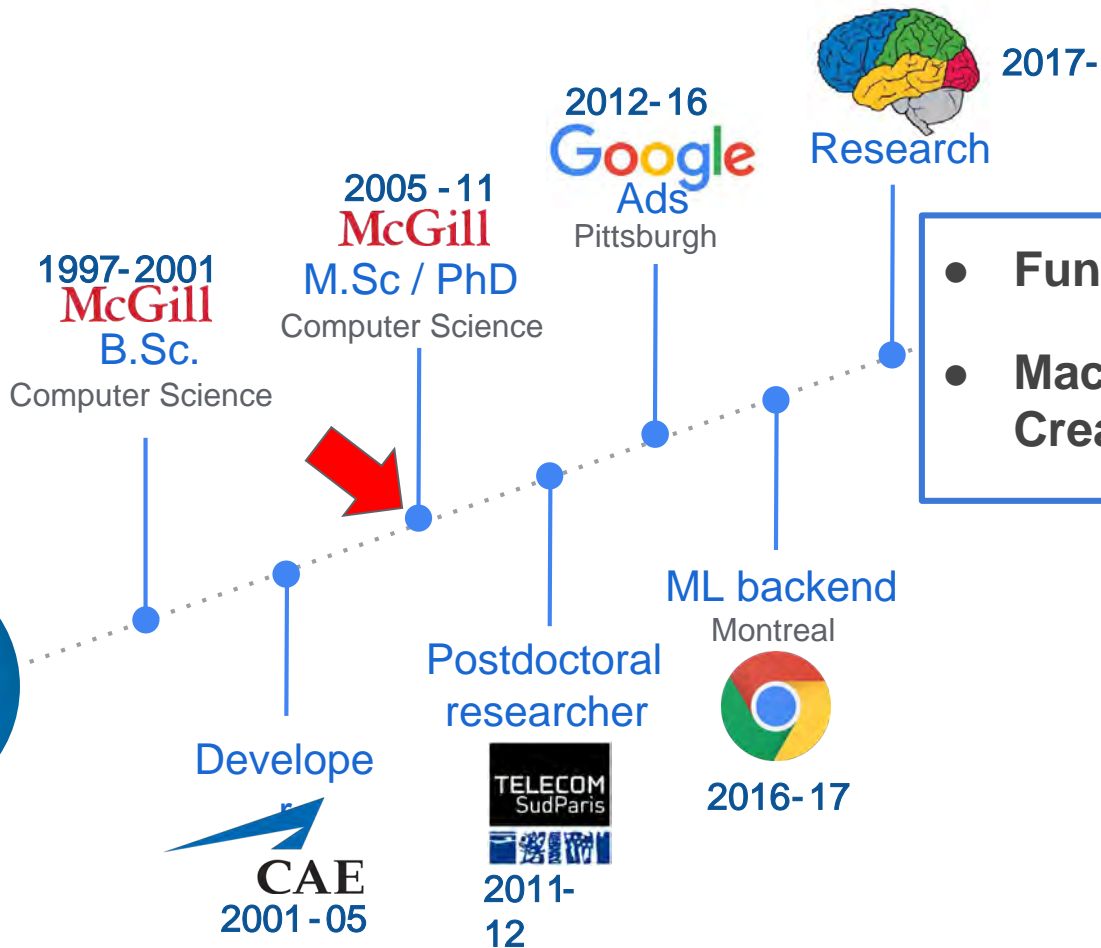 1997-2001
McGill
B.Sc.
Computer Science
Develope
r
CAE
2001-05
2005-11
McGill
M.Sc / PhD
Computer Science
Postdoctoral
researcher
TELECOM
SudParis
2011-
12
2012-16
Google
Ads
Pittsburgh
ML backend
Montreal
2016-17
2017-
Research
● Fun
● Mac
Crea